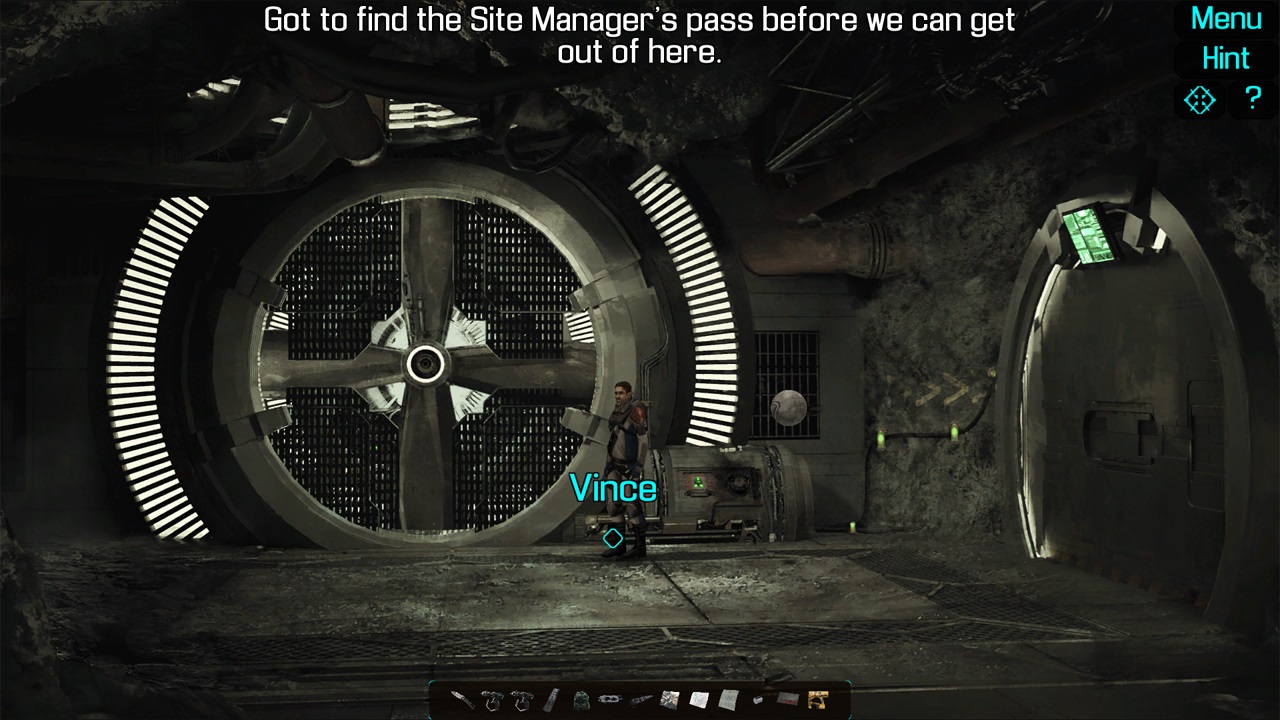 Got to find the Site Manager's pass before we can get
out of here.
Menu
Hint
?
Vince